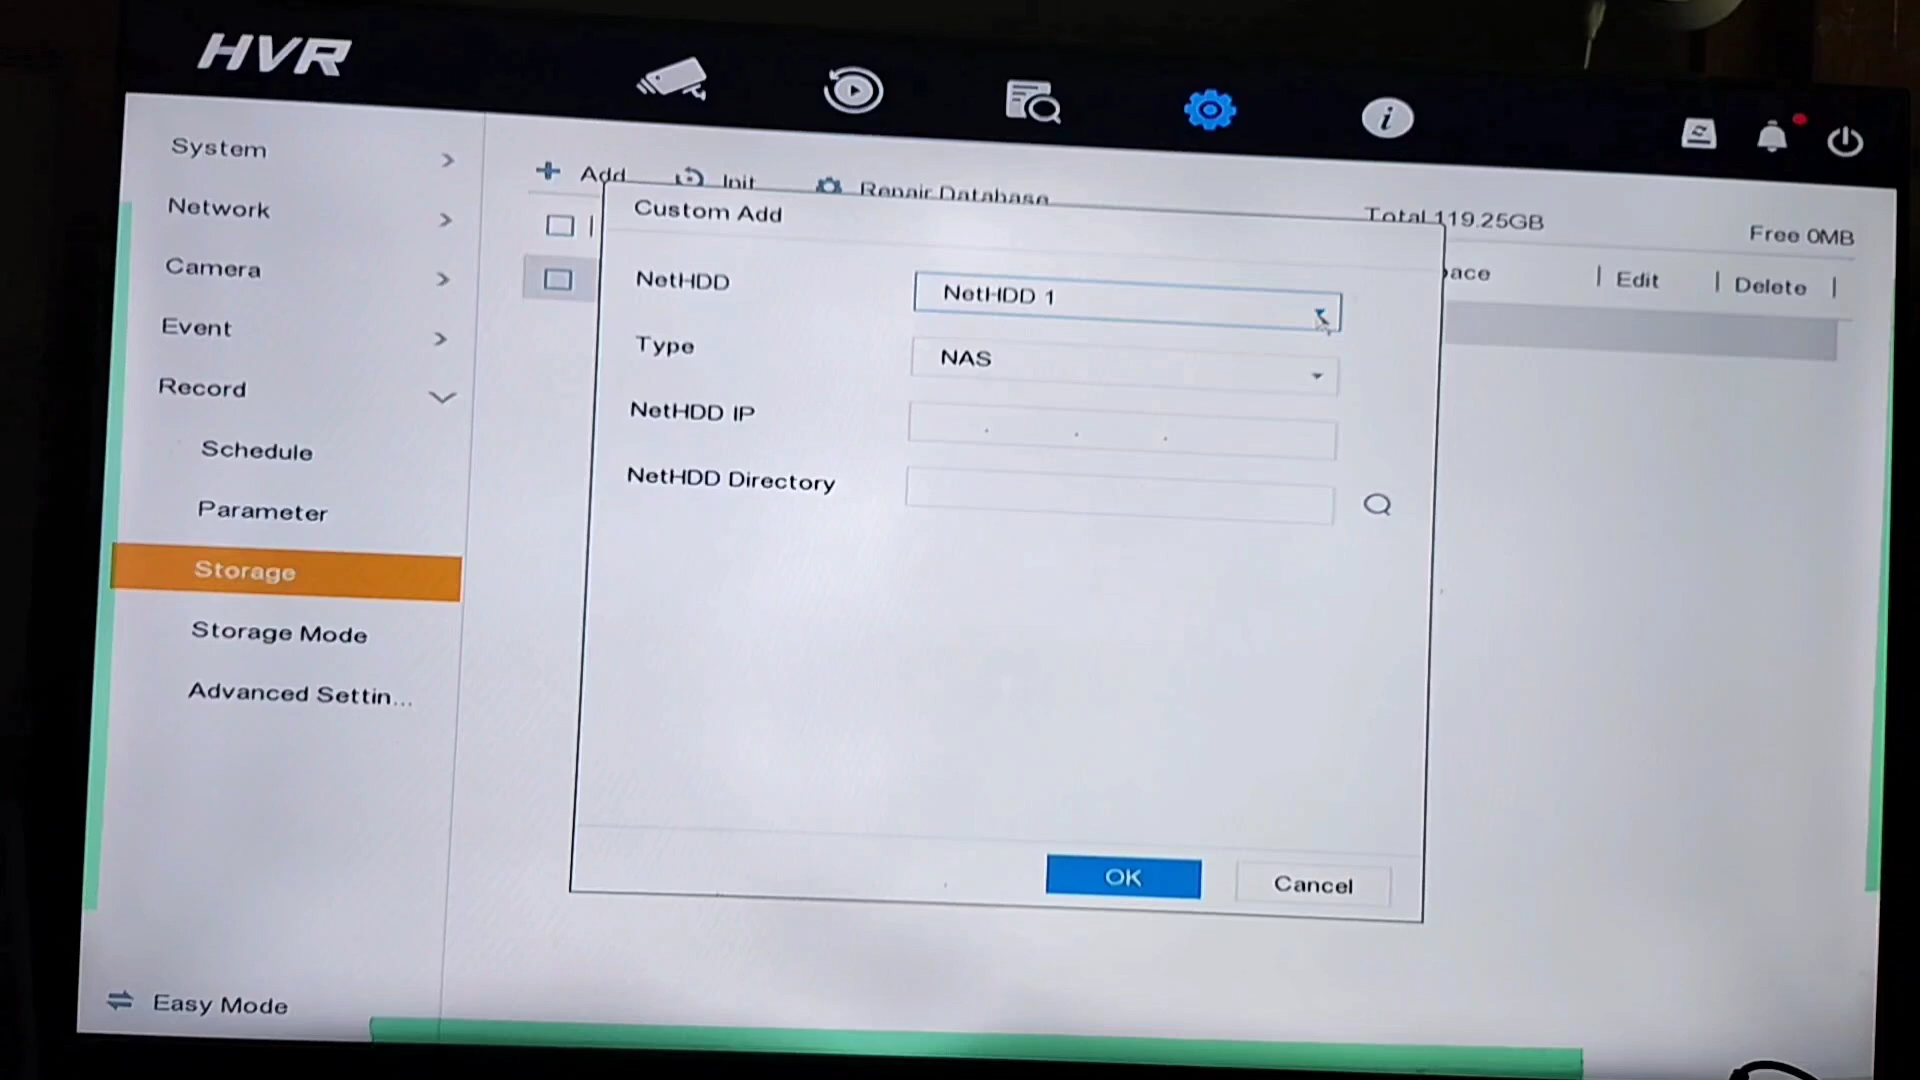 HVR
System
Network
Camera
Event
Record
Schedule
Parameter
Storage
Storage Mode
Advanced Settin...
Easy Mode
Add Init Repair Database
Total 119.25GB Free 0MB
Edit Delete
Custom Add
NetHDD NetHDD 1
Type NAS
NetHDD IP . . .
NetHDD Directory
OK Cancel